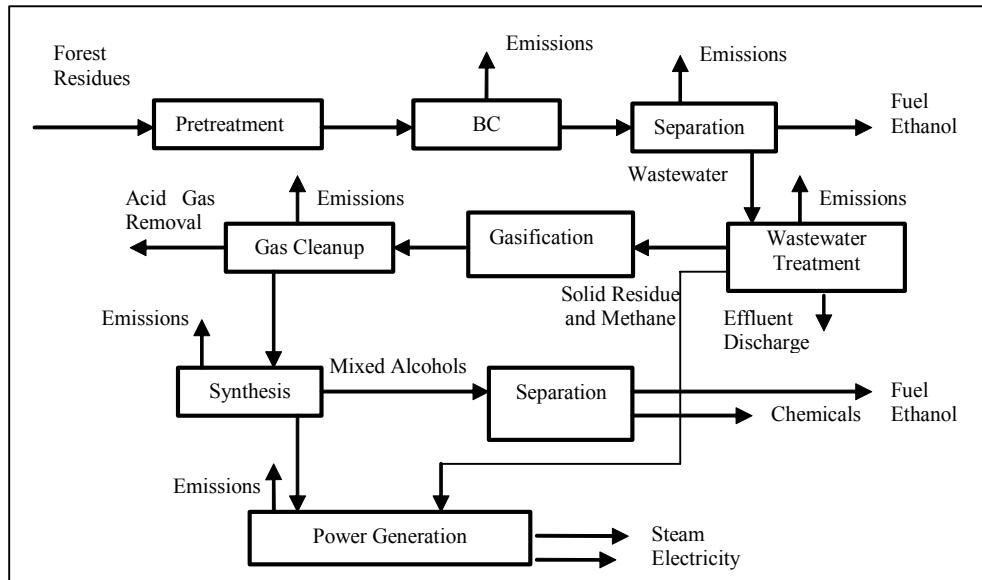 Forest
Residues
Emissions
Emissions
Pretreatment
BC
Separation
Fuel
Ethanol
Wastewater
Acid Gas
Removal
Emissions
Emissions
Gas Cleanup
Gasification
Wastewater
Treatment
Solid Residue
and Methane
Emissions
Effluent
Discharge
Synthesis
Mixed Alcohols
Separation
Fuel
Ethanol
Chemicals
Emissions
Power Generation
Steam
Electricity